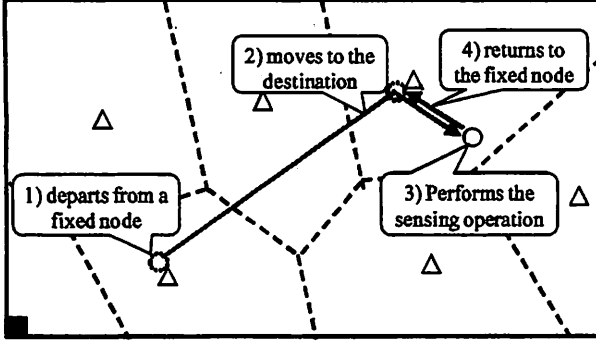 2) moves to the
destination
4) returns to
the fixed node
1) departs from a
fixed node
3) Performs the
sensing operation